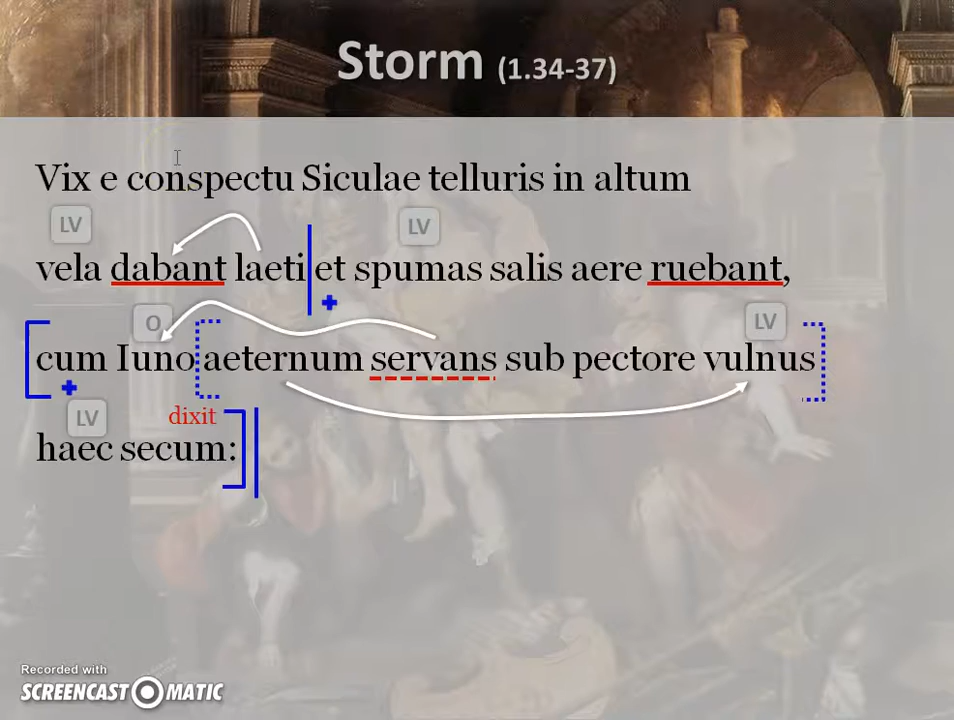 Storm (1.34-37)
Vix e conspectu Siculae telluris in altum
LV LV
vela dabant laeti et spumas salis aere ruebant,
+
O LV
cum Iuno aeternum servans sub pectore vulnus
+
LV dixit
haec secum:
Recorded with
SCREENCAST O MATIC